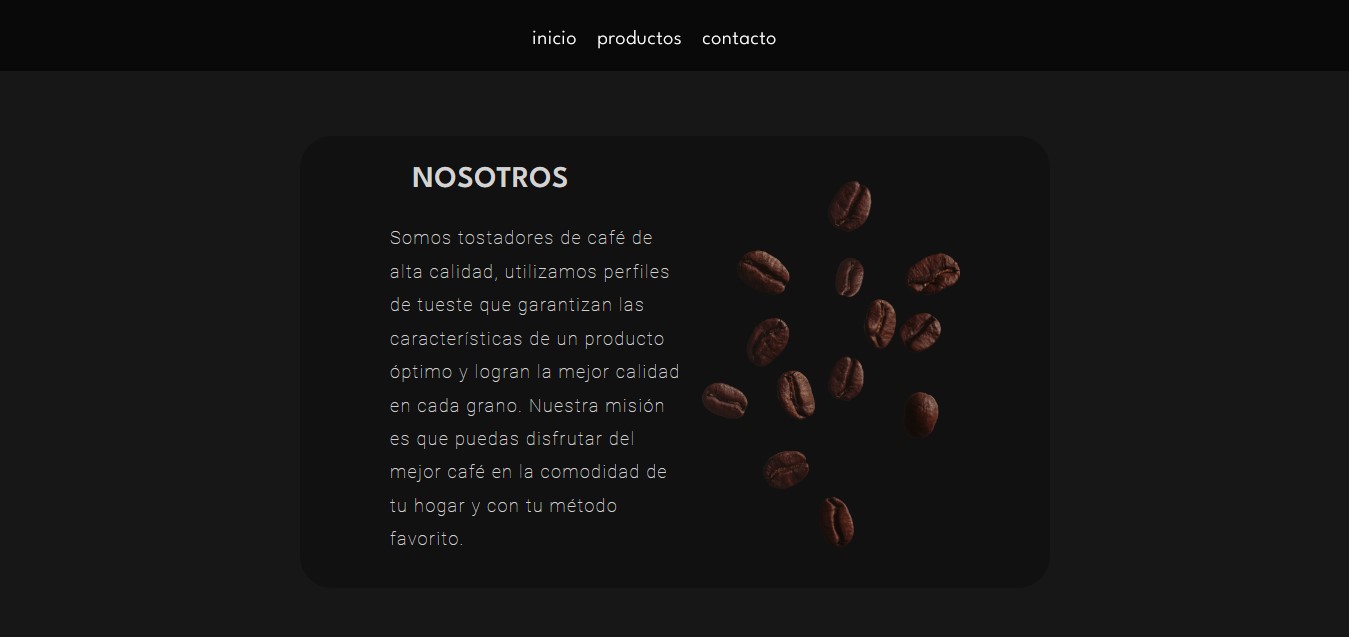 inicio productos contacto
NOSOTROS
Somos tostadores de café de
alta calidad, utilizamos perfiles
de tueste que garantizan las
características de un producto
óptimo y logran la mejor calidad
en cada grano. Nuestra misión
es que puedas disfrutar del
mejor café en la comodidad de
tu hogar y con tu método
favorito.